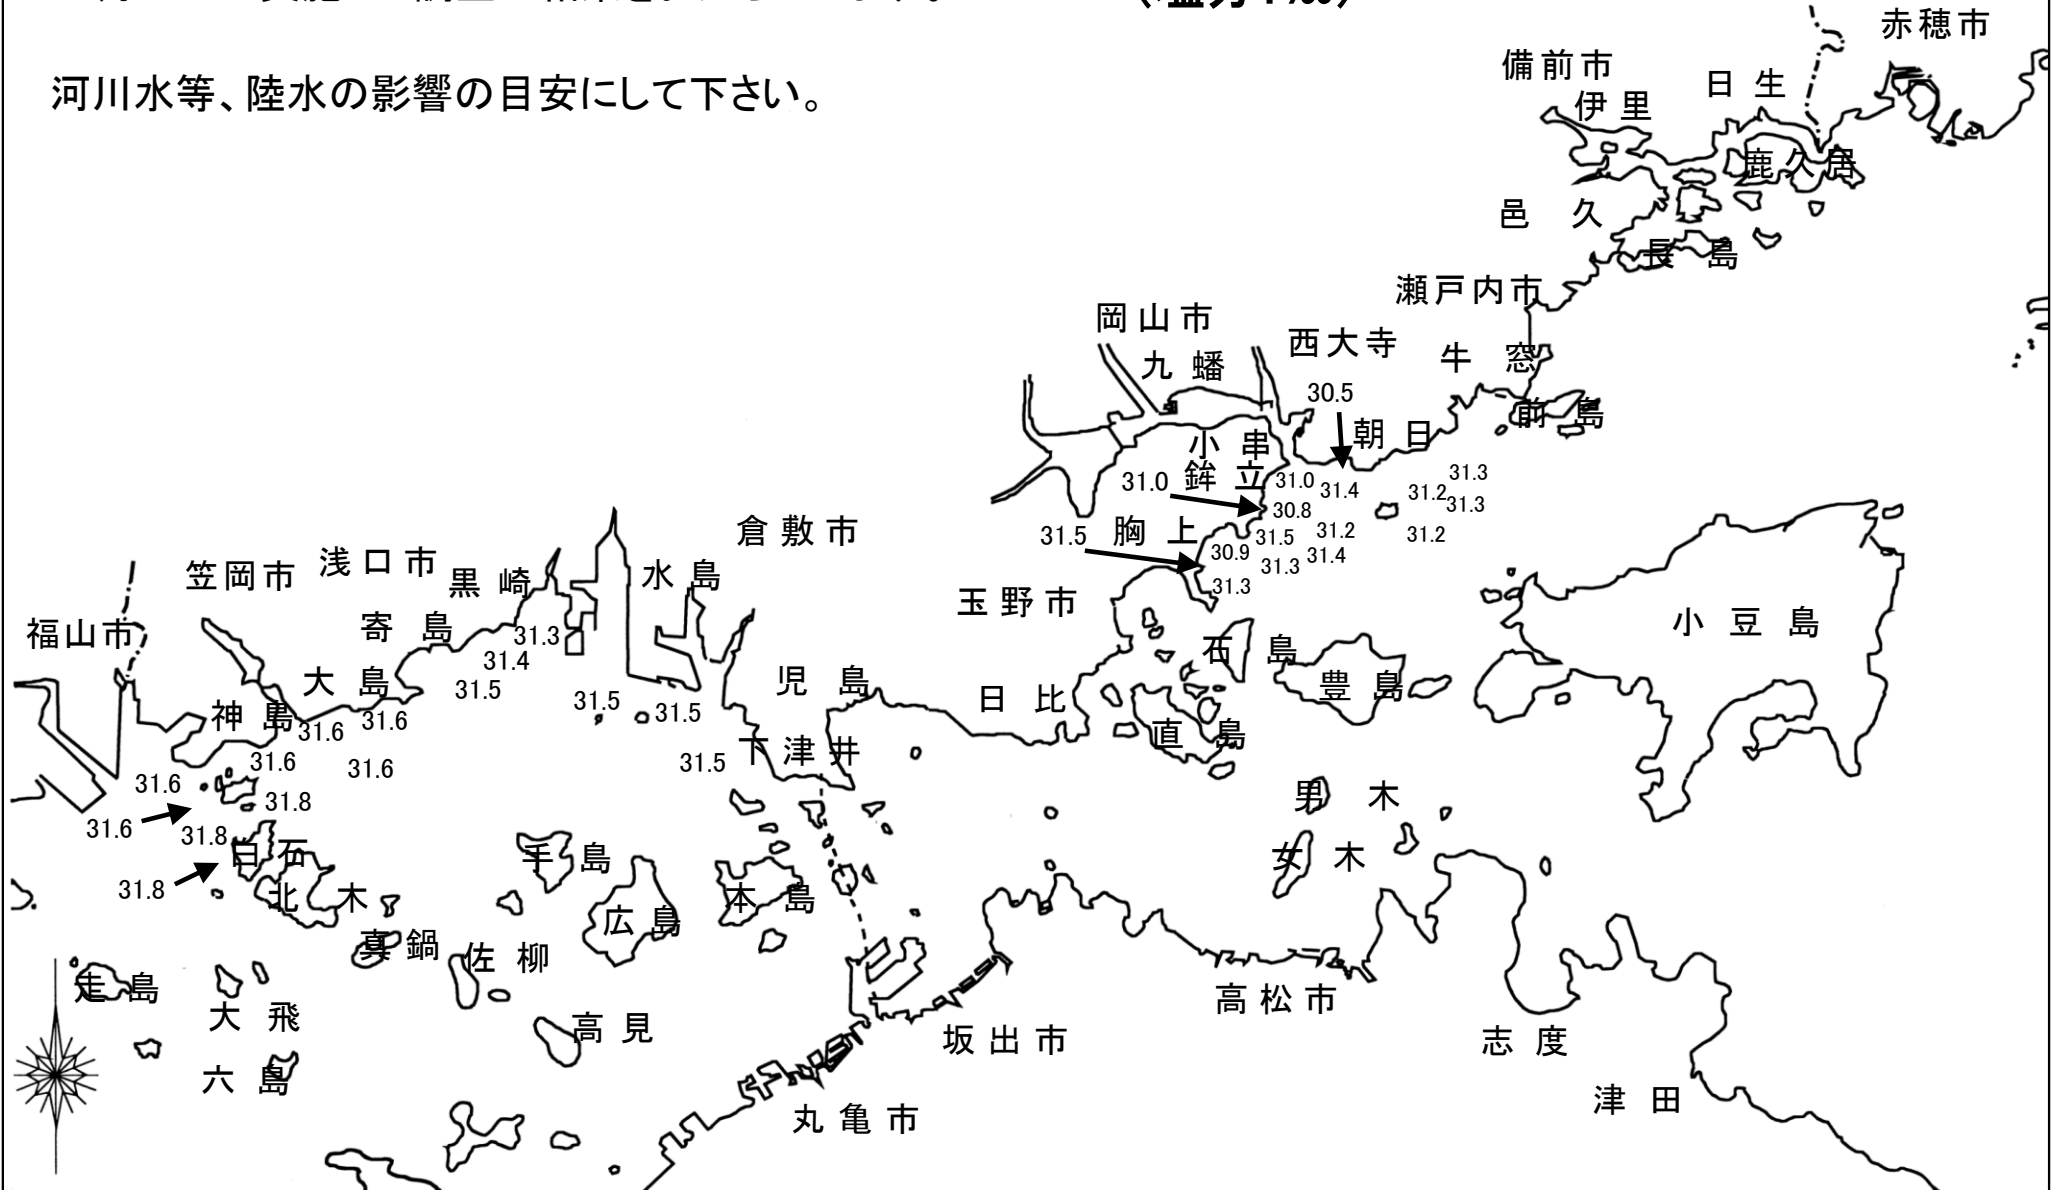 河川水等、陸水の影響の目安にして下さい。
赤穂市
備前市
日生
伊里
鹿久居
邑久
長島
瀬戸内市
岡山市
西大寺
九蟠
牛窓
30.5
前島
朝日
小串
31.0 鉾立 31.0 31.4 31.2 31.3
31.3
30.8
31.5 胸上 31.5 31.2 31.2
30.9 31.3 31.4
31.3
倉敷市
笠岡市 浅口市 黒崎 水島
玉野市
小豆島
福山市
寄島 31.3
31.4
石島
大島 31.5
児島
豊島
日比
31.5
31.5
神島 31.6 31.6
直島
下津井
31.6 31.6 31.5
31.6
31.8
男木
31.6 31.8
白石
手島
女木
31.8
北木
本島
広島
真鍋 佐柳
走島
高松市
大飛
高見
坂出市
志度
六島
津田
丸亀市